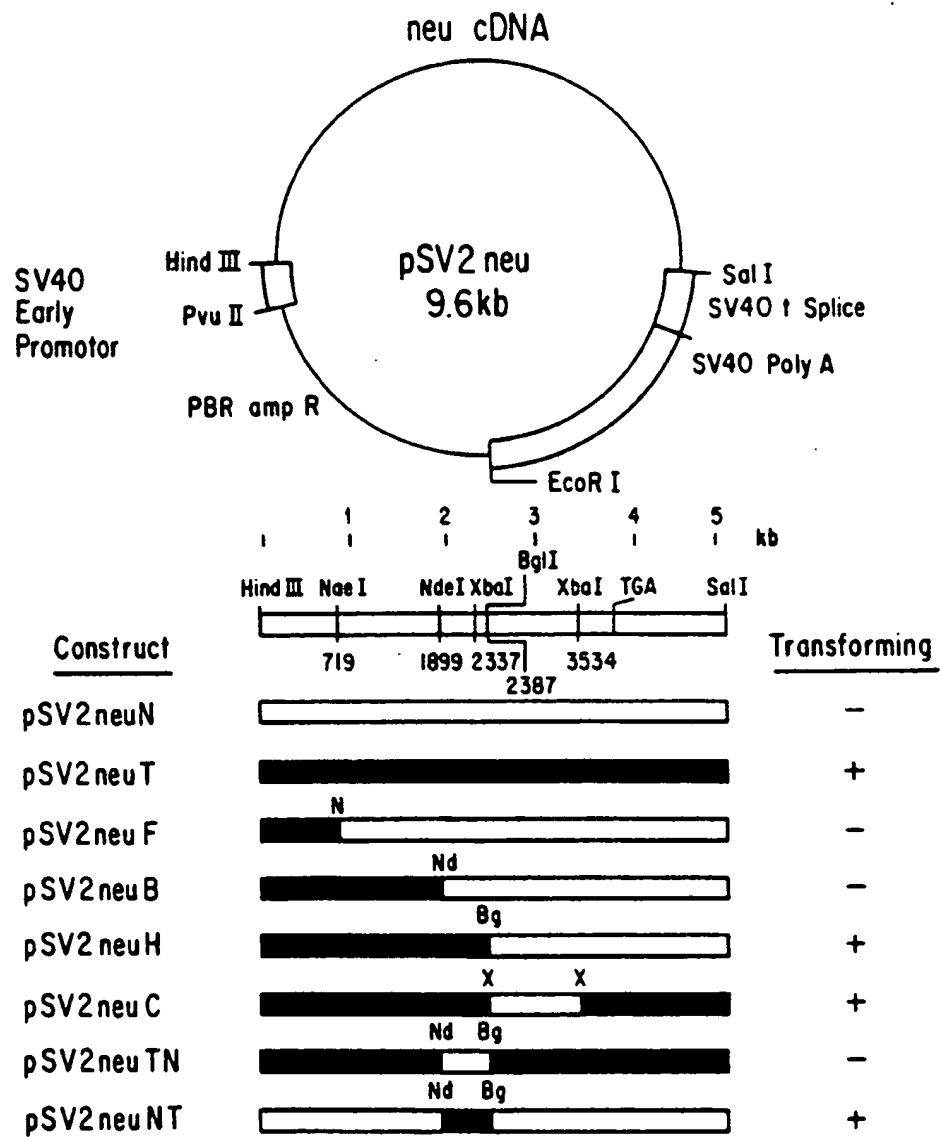 neu cDNA
Hind III
SV40
Early
Promotor
Pvu II
pSV2 neu
9.6kb
Sal I
SV40 t Splice
SV40 Poly A
PBR amp R
EcoR I
1 2 3 4 5 kb
BglI
Hind III Nae I NdeI XbaI XbaI TGA Sal I
Construct
719 1899 2337 3534
2387
Transforming
pSV2neuN −
pSV2neuT +
N
pSV2neuF −
Nd
pSV2neuB −
Bg
pSV2neuH +
X X
pSV2neuC +
Nd Bg
pSV2neuTN −
Nd Bg
pSV2neuNT +